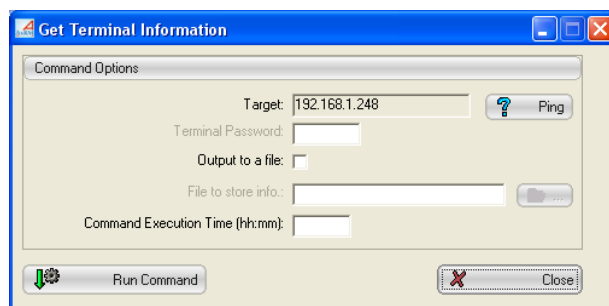 Get Terminal Information
Command Options
Target: 192.168.1.248 Ping
Terminal Password:
Output to a file:
File to store info.: ...
Command Execution Time (hh:mm):
Run Command Close